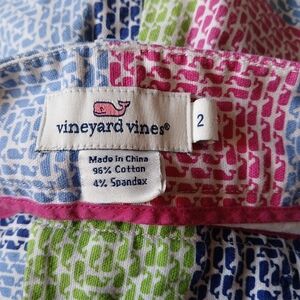 vineyard vines®
2
Made in China
96% Cotton
4% Spandex